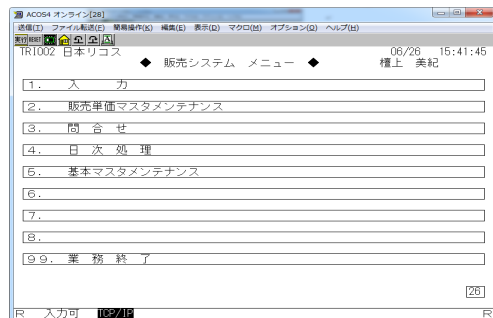 ACOS4 オンライン[28]
送信(T) ファイル転送(F) 簡易操作(K) 編集(E) 表示(D) マクロ(M) オプション(O) ヘルプ(H)
実行 RESET
TRI002 日本リコス 06/26 15:41:45
◆ 販売システム メニュー ◆ 檀上 美紀
1. 入 力
2. 販売単価マスタメンテナンス
3. 問 合 せ
4. 日 次 処 理
5. 基本マスタメンテナンス
6.
7.
8.
99. 業 務 終 了
26
R 入力可 TCP/IP R